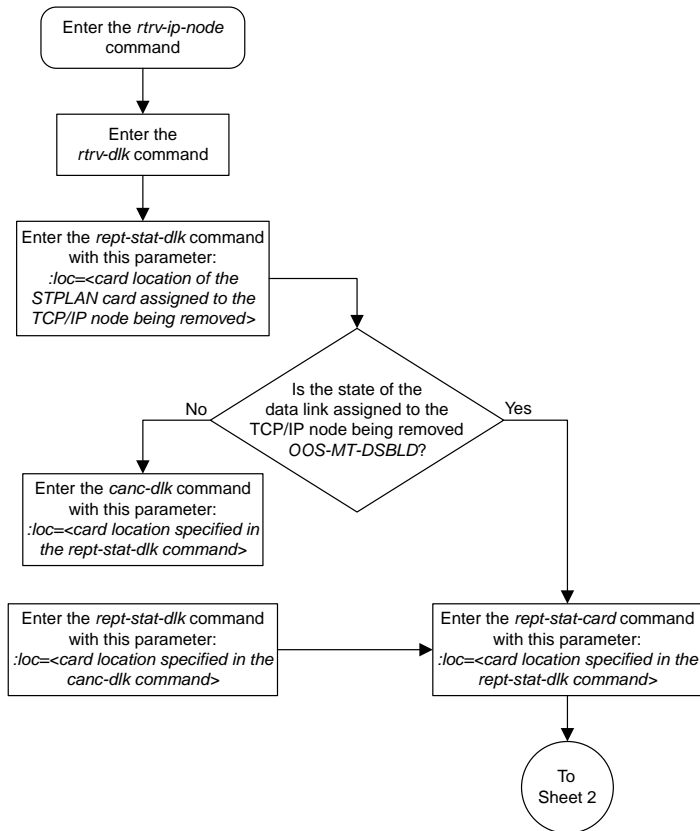 Enter the rtrv-ip-node
command
Enter the
rtrv-dlk command
Enter the rept-stat-dlk command
with this parameter:
:loc=<card location of the
STPLAN card assigned to the
TCP/IP node being removed>
Is the state of the
data link assigned to the
TCP/IP node being removed
OOS-MT-DSBLD?
No
Yes
Enter the canc-dlk command
with this parameter:
:loc=<card location specified in
the rept-stat-dlk command>
Enter the rept-stat-dlk command
with this parameter:
:loc=<card location specified in the
canc-dlk command>
Enter the rept-stat-card command
with this parameter:
:loc=<card location specified in the
rept-stat-dlk command>
To
Sheet 2